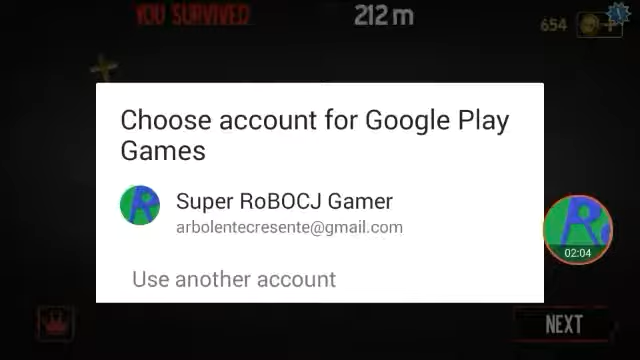 YOU SURVIVED 212 m 654
Choose account for Google Play
Games
Super RoBOCJ Gamer
arbolentecresente@gmail.com
02:04
Use another account
NEXT